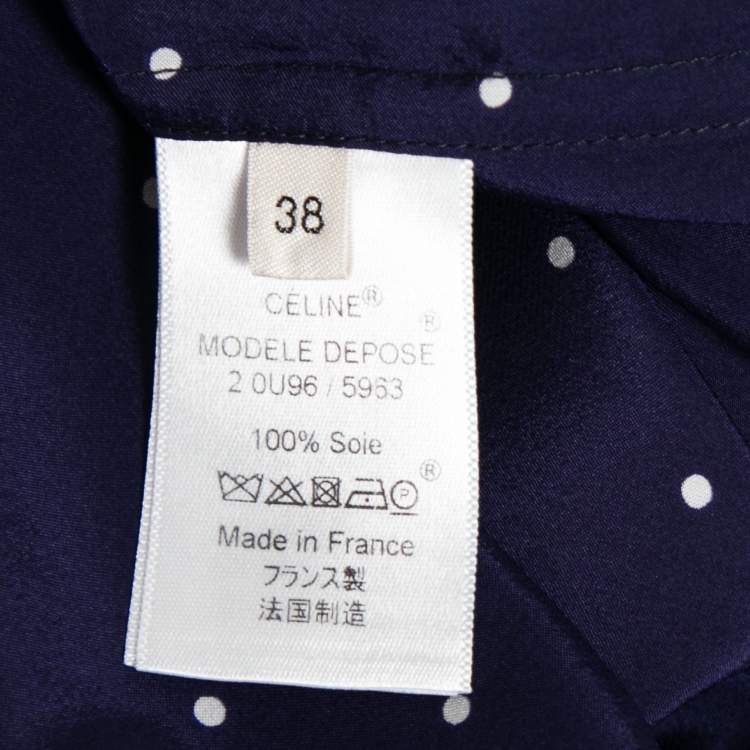 38
CÉLINE®
®
MODELE DEPOSE
2 0U96 / 5963
100% Soie
®
P
Made in France
フランス製
法国制造